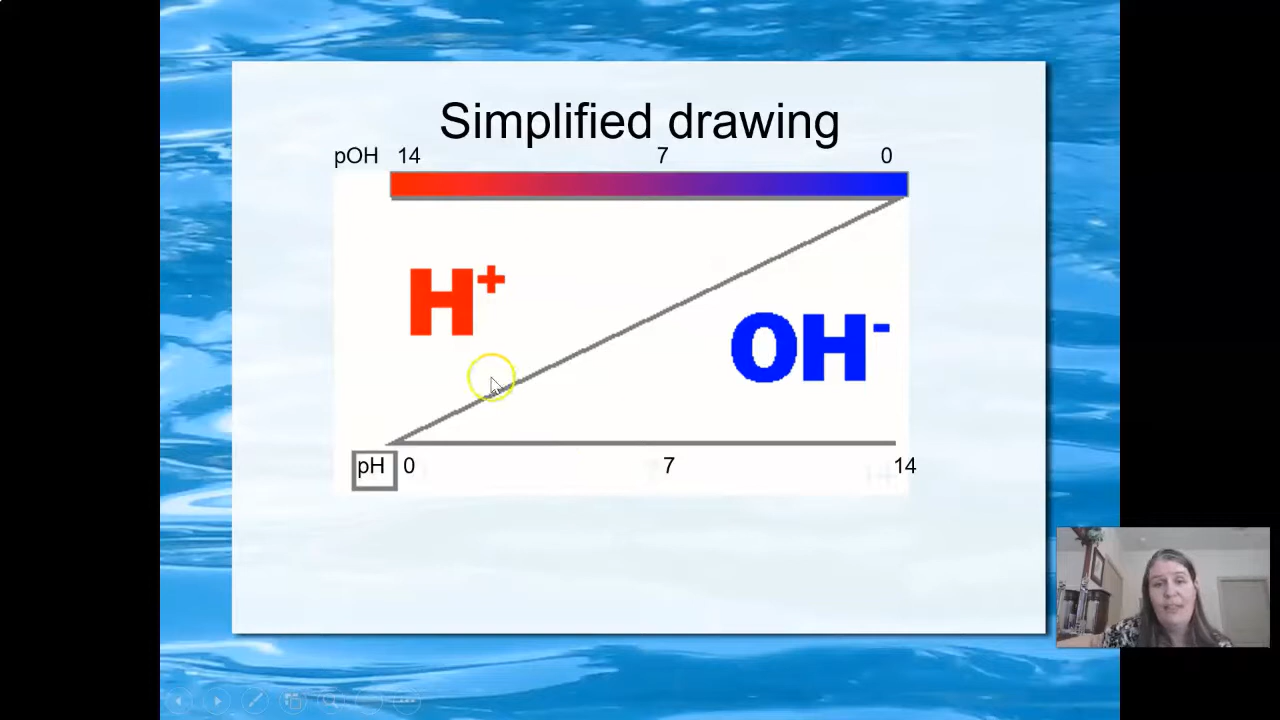 Simplified drawing
pOH 14 7 0
H⁺
OH⁻
pH 0 7 14